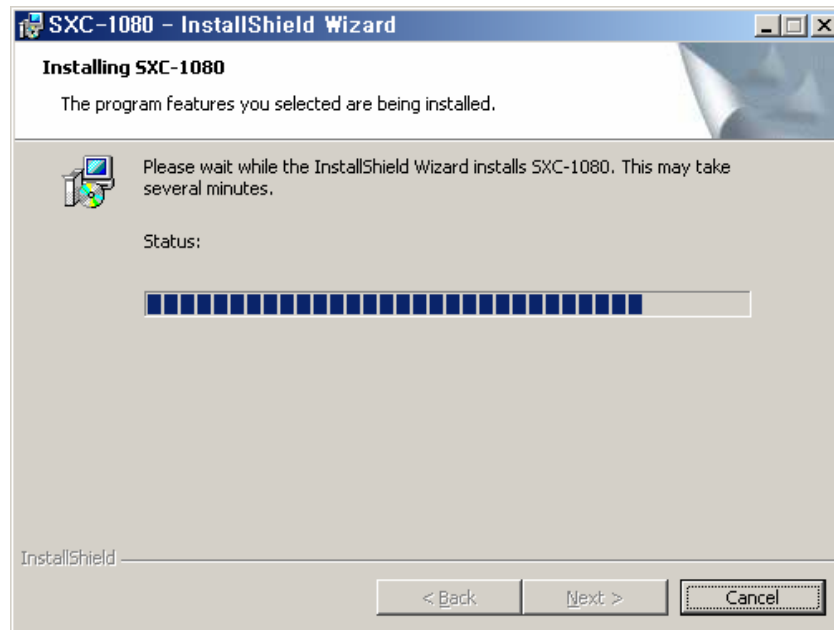 SXC-1080 - InstallShield Wizard
Installing SXC-1080
The program features you selected are being installed.
Please wait while the InstallShield Wizard installs SXC-1080. This may take
several minutes.
Status:
InstallShield
< Back Next > Cancel